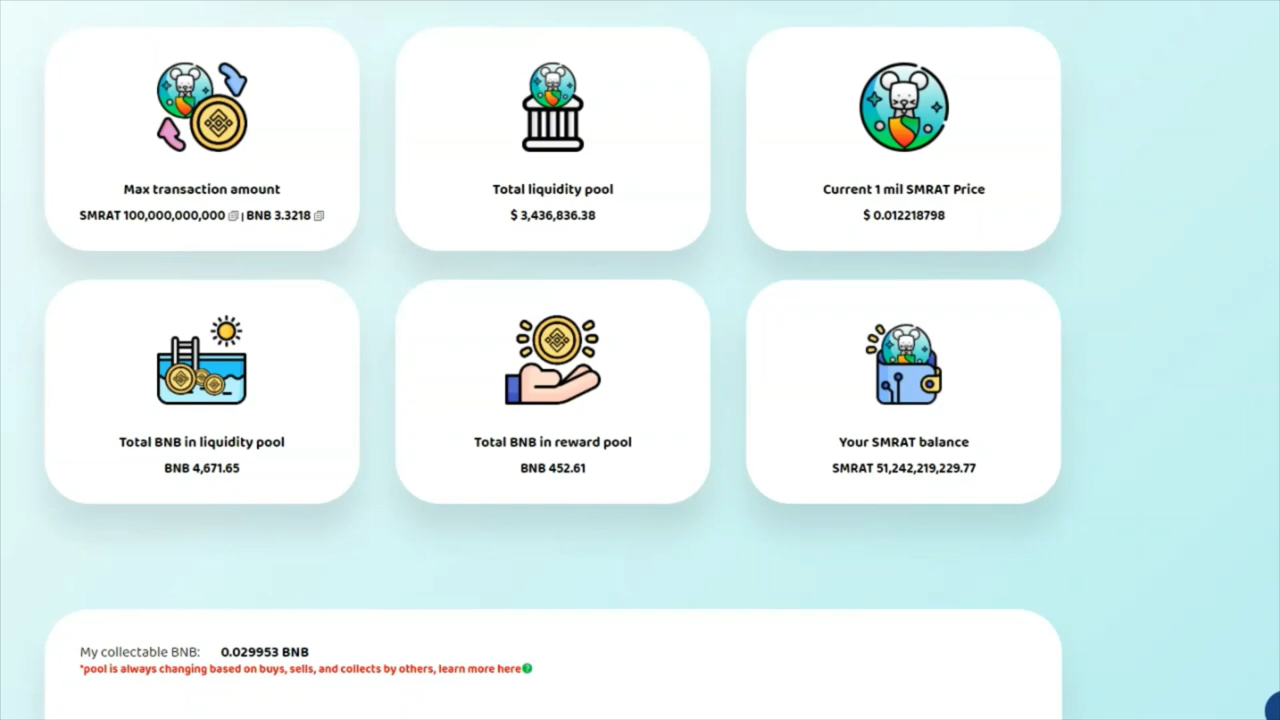 Max transaction amount
SMRAT 100,000,000,000 | BNB 3.3218
Total liquidity pool
$ 3,436,836.38
Current 1 mil SMRAT Price
$ 0.012218798
Total BNB in liquidity pool
BNB 4,671.65
Total BNB in reward pool
BNB 452.61
Your SMRAT balance
SMRAT 51,242,219,229.77
My collectable BNB: 0.029953 BNB
*pool is always changing based on buys, sells, and collects by others, learn more here?